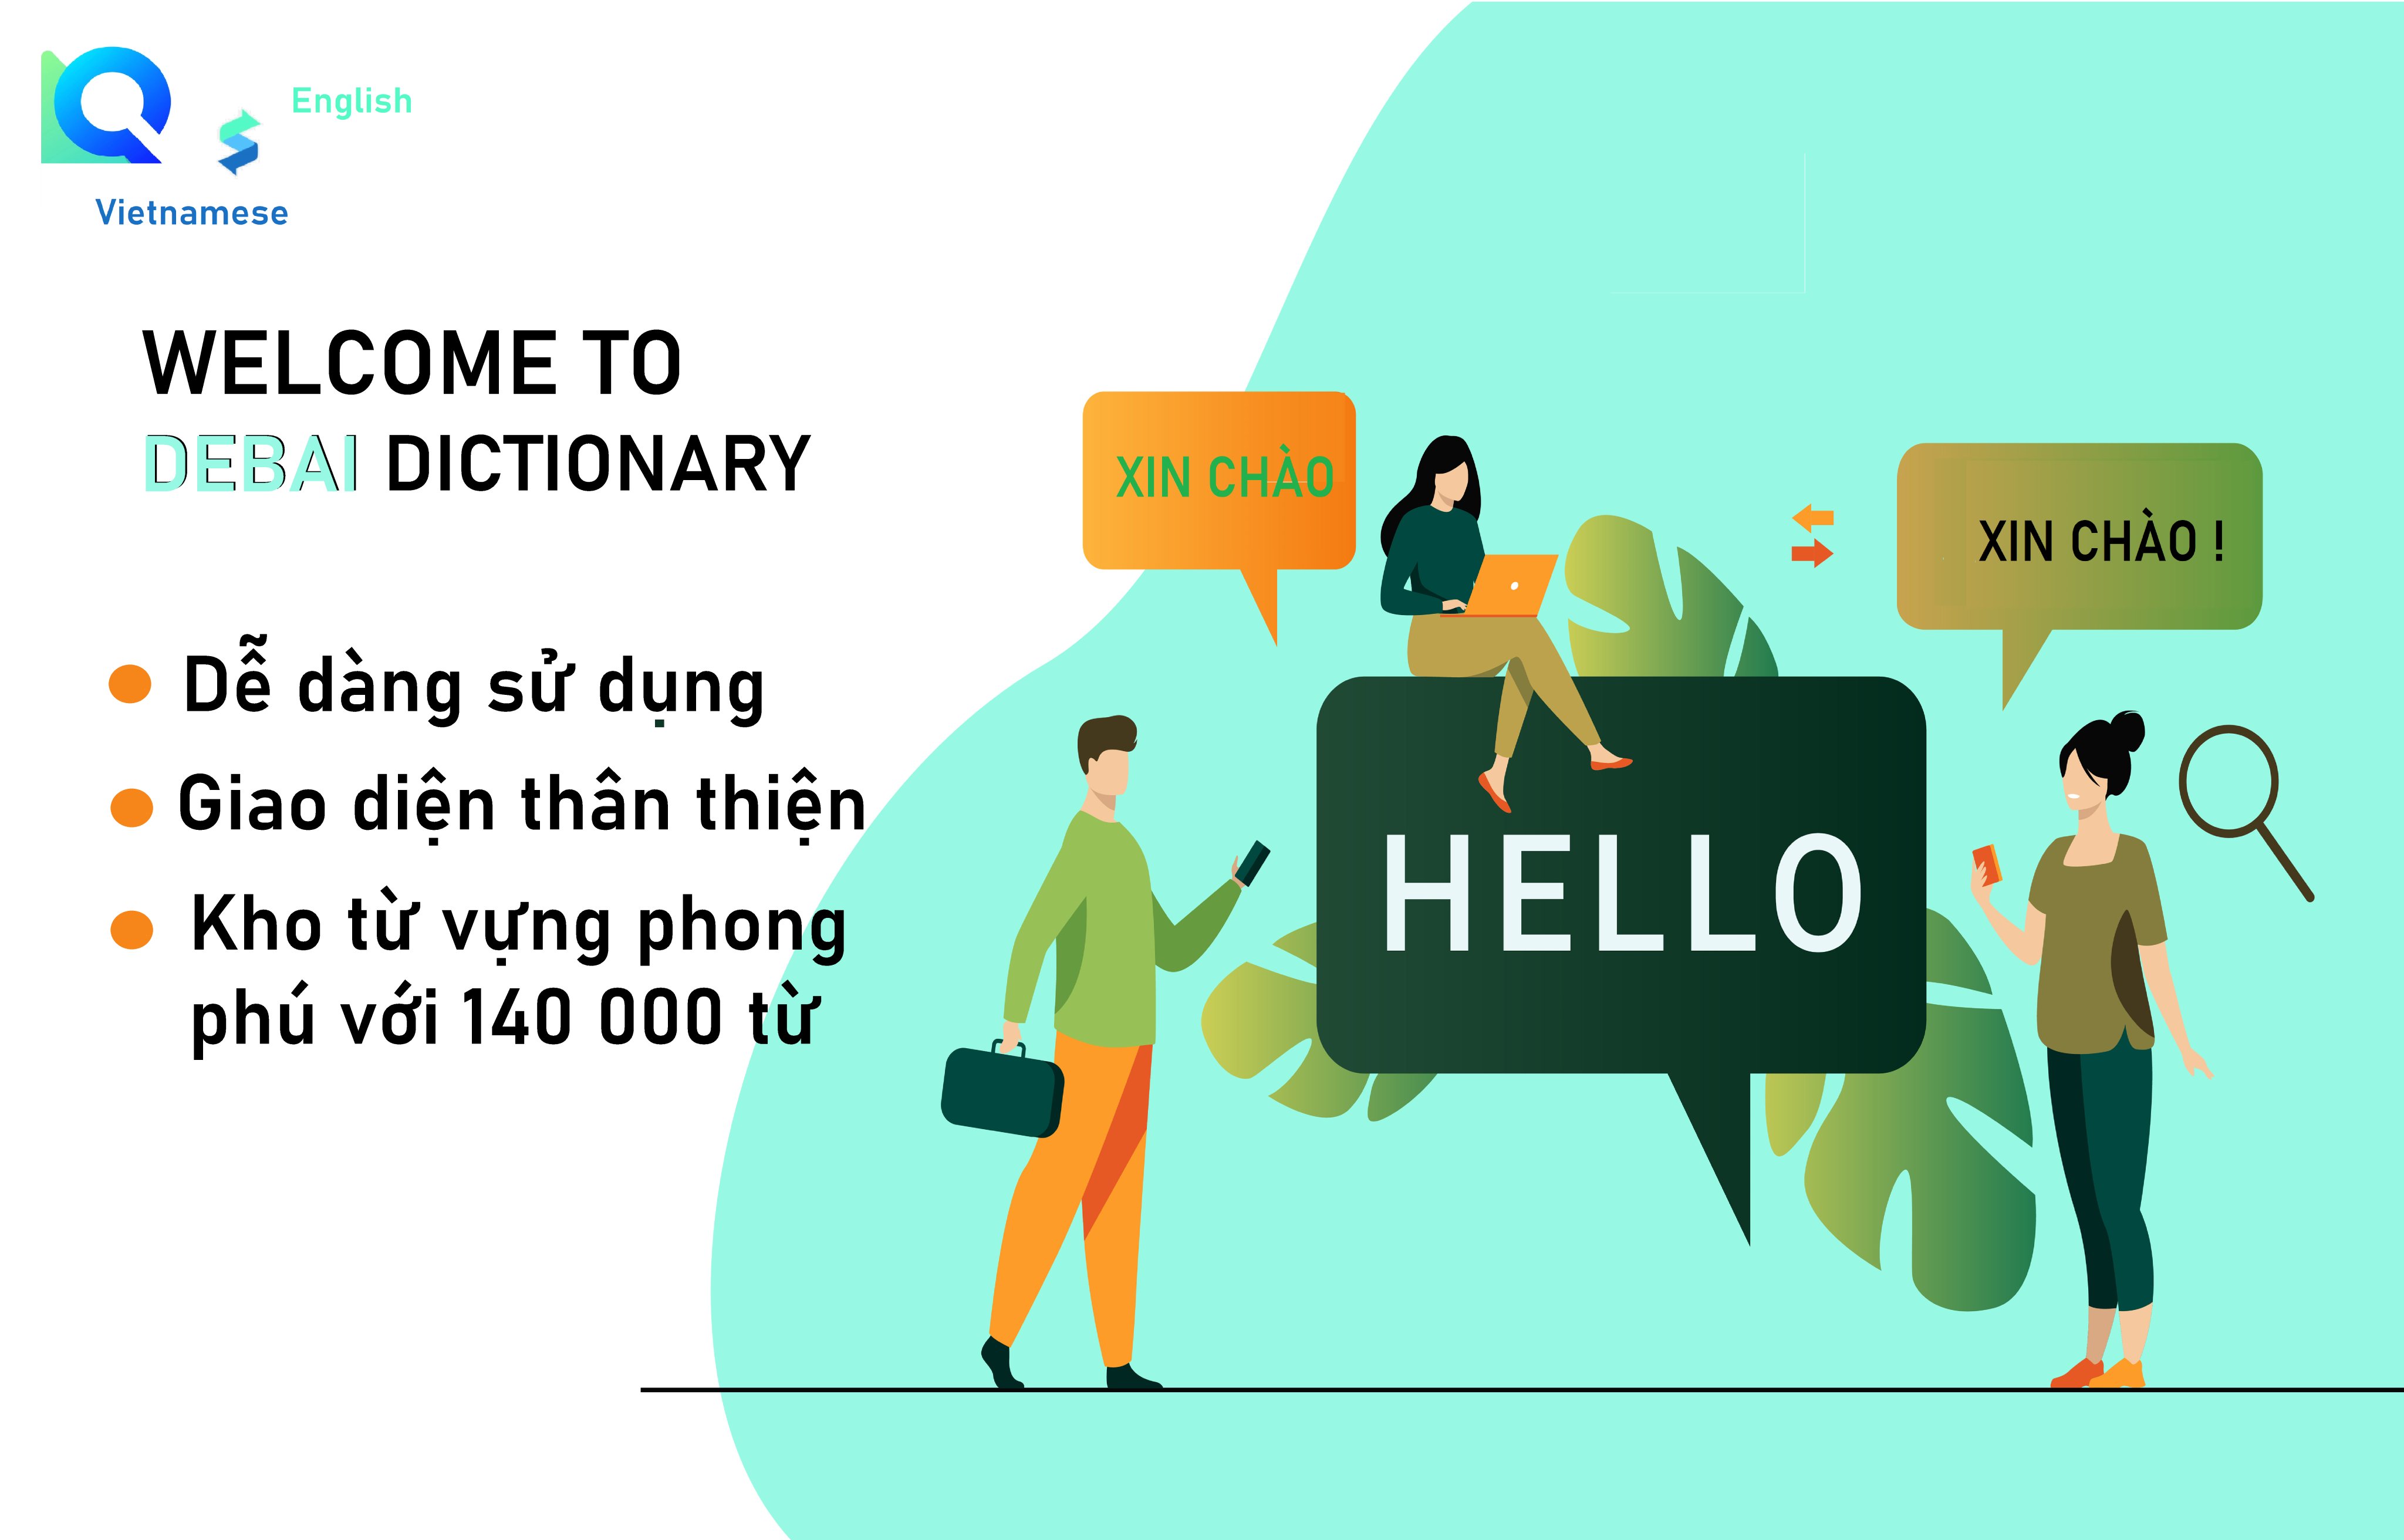 English
Vietnamese
WELCOME TO
DEBAI DICTIONARY
Dễ dàng sử dụng
Giao diện thân thiện
Kho từ vựng phong
phú với 140 000 từ
XIN CHÀO
XIN CHÀO !
HELLO